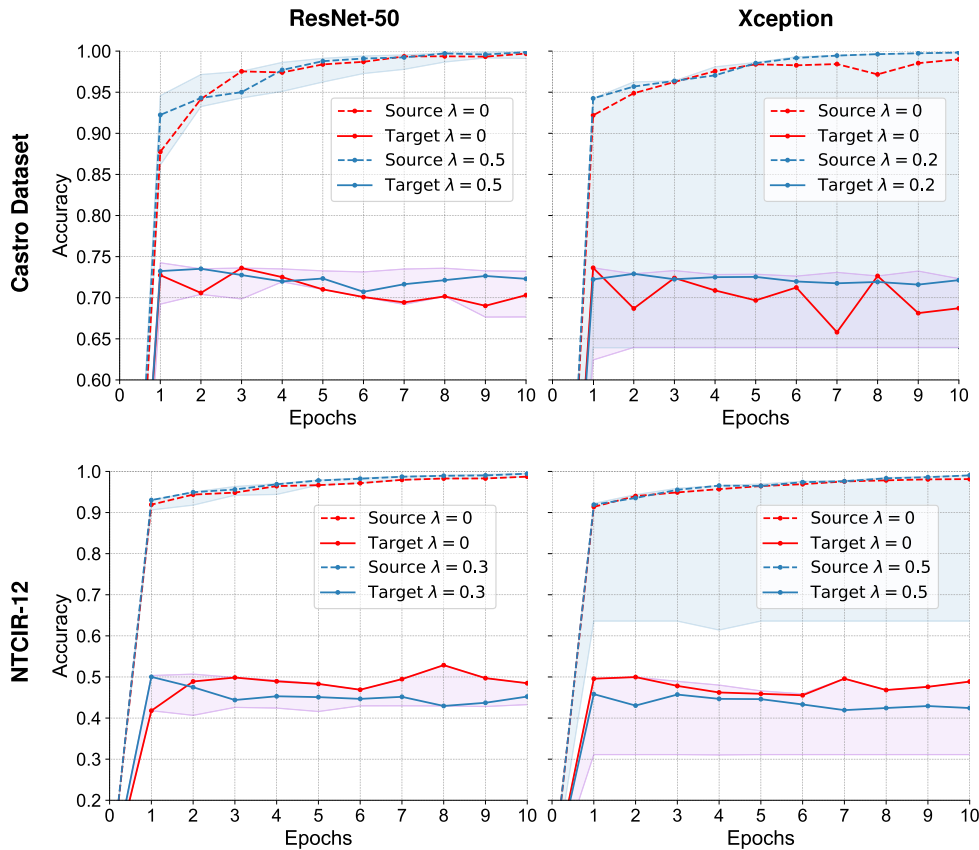 ResNet-50
Xception
Castro Dataset
Accuracy
1.00
0.95
0.90
0.85
0.80
0.75
0.70
0.65
0.60
Source λ = 0
Target λ = 0
Source λ = 0.5
Target λ = 0.5
0 1 2 3 4 5 6 7 8 9 10
Epochs
Source λ = 0
Target λ = 0
Source λ = 0.2
Target λ = 0.2
0 1 2 3 4 5 6 7 8 9 10
Epochs
NTCIR-12
Accuracy
1.0
0.9
0.8
0.7
0.6
0.5
0.4
0.3
0.2
Source λ = 0
Target λ = 0
Source λ = 0.3
Target λ = 0.3
0 1 2 3 4 5 6 7 8 9 10
Epochs
Source λ = 0
Target λ = 0
Source λ = 0.5
Target λ = 0.5
0 1 2 3 4 5 6 7 8 9 10
Epochs